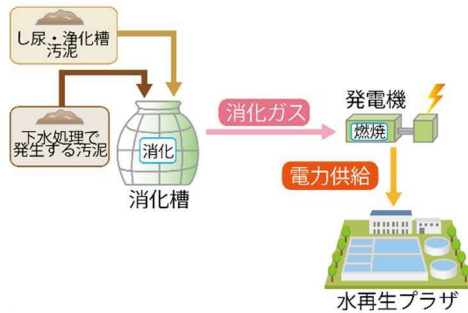 し尿・浄化槽
汚泥
下水処理で
発生する汚泥
消化
消化槽
消化ガス
発電機
燃焼
電力供給
水再生プラザ